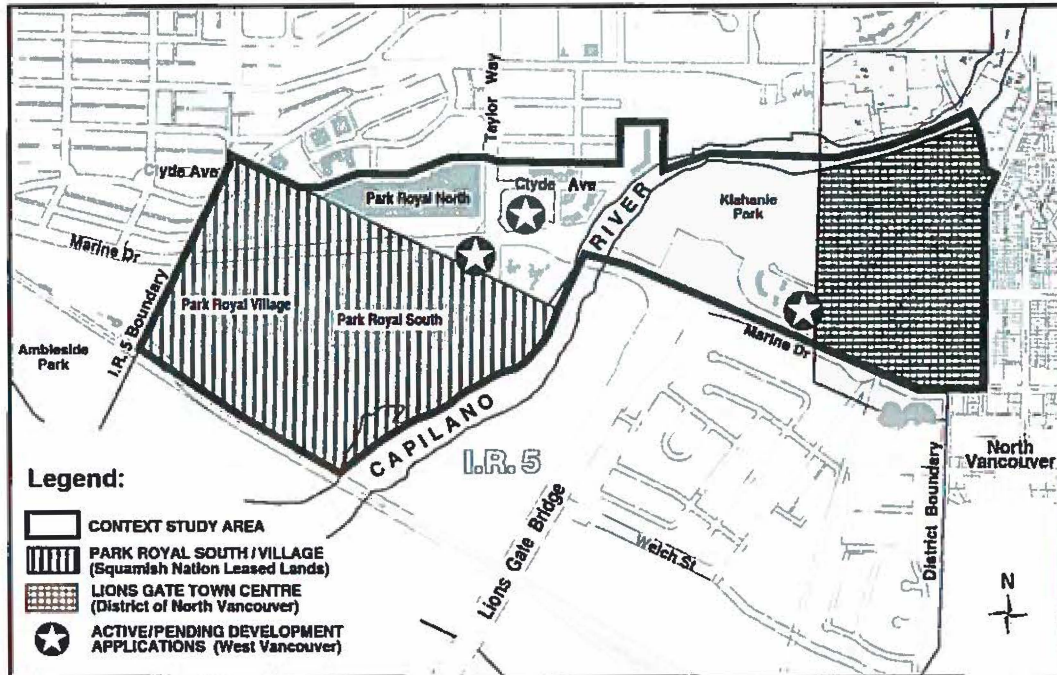 Taylor Way
Clyde Ave
Park Royal North
Clyde Ave
Klahanie
Park
RIVER
Marine Dr
I.R. 5 Boundary
Park Royal Village
Park Royal South
Ambleside
Park
Marine Dr
CAPILANO
I.R. 5
North
Vancouver
District Boundary
Lions Gate Bridge
Welch St
N
Legend:
CONTEXT STUDY AREA
PARK ROYAL SOUTH / VILLAGE
(Squamish Nation Leased Lands)
LIONS GATE TOWN CENTRE
(District of North Vancouver)
ACTIVE/PENDING DEVELOPMENT
APPLICATIONS (West Vancouver)